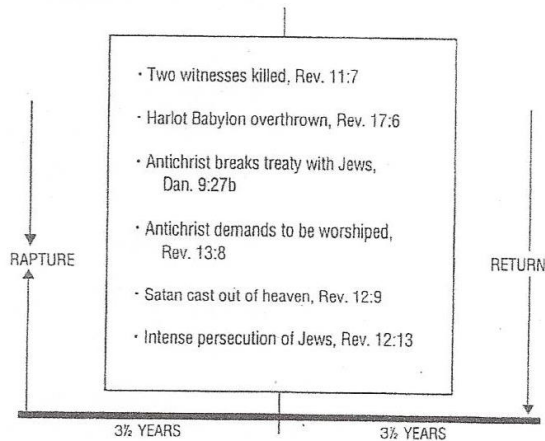 · Two witnesses killed, Rev. 11:7
· Harlot Babylon overthrown, Rev. 17:6
· Antichrist breaks treaty with Jews,
Dan. 9:27b
· Antichrist demands to be worshiped,
Rev. 13:8
RAPTURE
RETURN
· Satan cast out of heaven, Rev. 12:9
· Intense persecution of Jews, Rev. 12:13
3½ YEARS
3½ YEARS